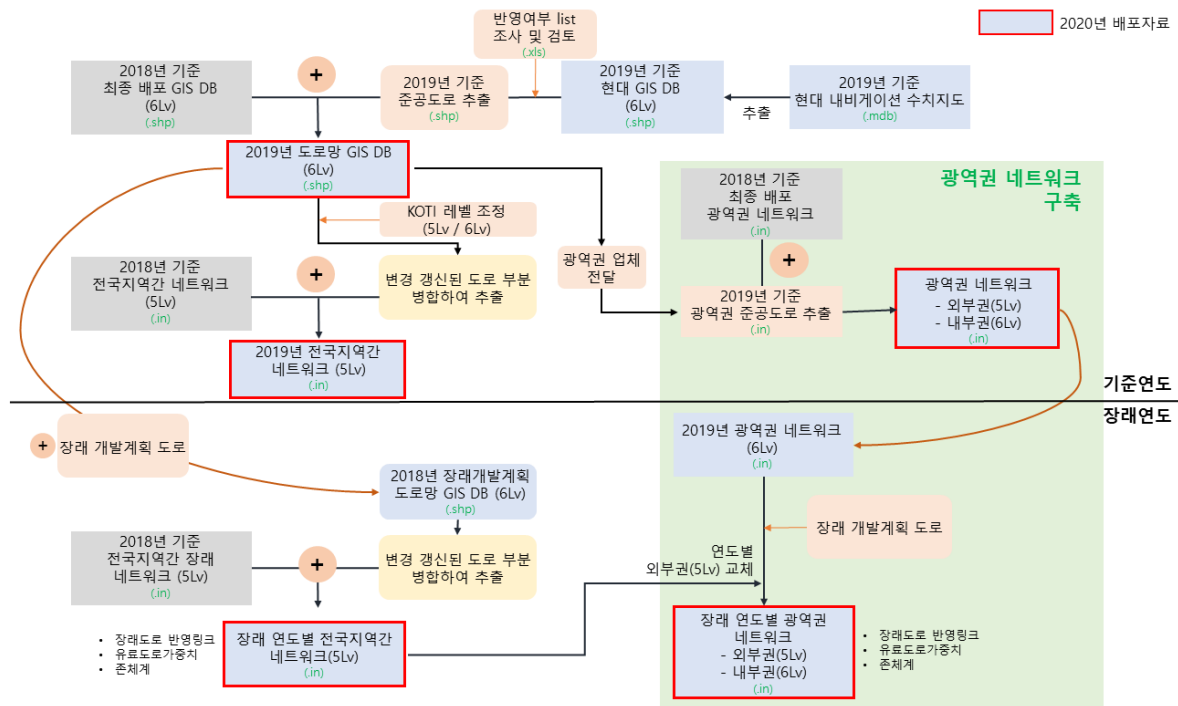 반영여부 list
조사 및 검토
(.xls)
2020년 배포자료
2018년 기준
최종 배포 GIS DB
(6Lv)
(.shp)
+
2019년 기준
준공도로 추출
(.shp)
2019년 기준
현대 GIS DB
(6Lv)
(.shp)
추출
2019년 기준
현대 내비게이션 수치지도
(.mdb)
2019년 도로망 GIS DB
(6Lv)
(.shp)
KOTI 레벨 조정
(5Lv / 6Lv)
2018년 기준
전국지역간 네트워크
(5Lv)
(.in)
+
변경 갱신된 도로 부분
병합하여 추출
2019년 전국지역간
네트워크 (5Lv)
(.in)
광역권 업체
전달
광역권 네트워크
구축
2018년 기준
최종 배포
광역권 네트워크
(.in)
+
2019년 기준
광역권 준공도로 추출
(.in)
광역권 네트워크
- 외부권(5Lv)
- 내부권(6Lv)
(.in)
기준연도
장래연도
+
장래 개발계획 도로
2018년 장래개발계획
도로망 GIS DB (6Lv)
(.shp)
2018년 기준
전국지역간 장래
네트워크 (5Lv)
(.in)
+
변경 갱신된 도로 부분
병합하여 추출
• 장래도로 반영링크
• 유료도로가중치
• 존체계
장래 연도별 전국지역간
네트워크(5Lv)
(.in)
2019년 광역권 네트워크
(6Lv)
(.in)
장래 개발계획 도로
연도별
외부권(5Lv) 교체
장래 연도별 광역권
네트워크
- 외부권(5Lv)
- 내부권(6Lv)
(.in)
• 장래도로 반영링크
• 유료도로가중치
• 존체계